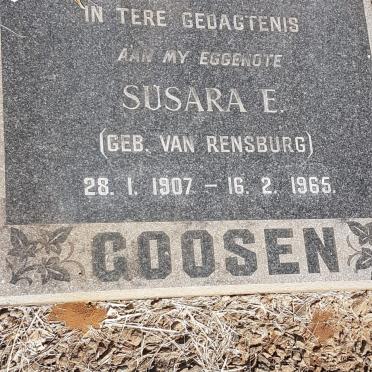 IN TERE GEDAGTENIS
AAN MY EGGENOTE
SUSARA E.
(GEB. VAN RENSBURG)
28. 1. 1907 – 16. 2. 1965.
GOOSEN